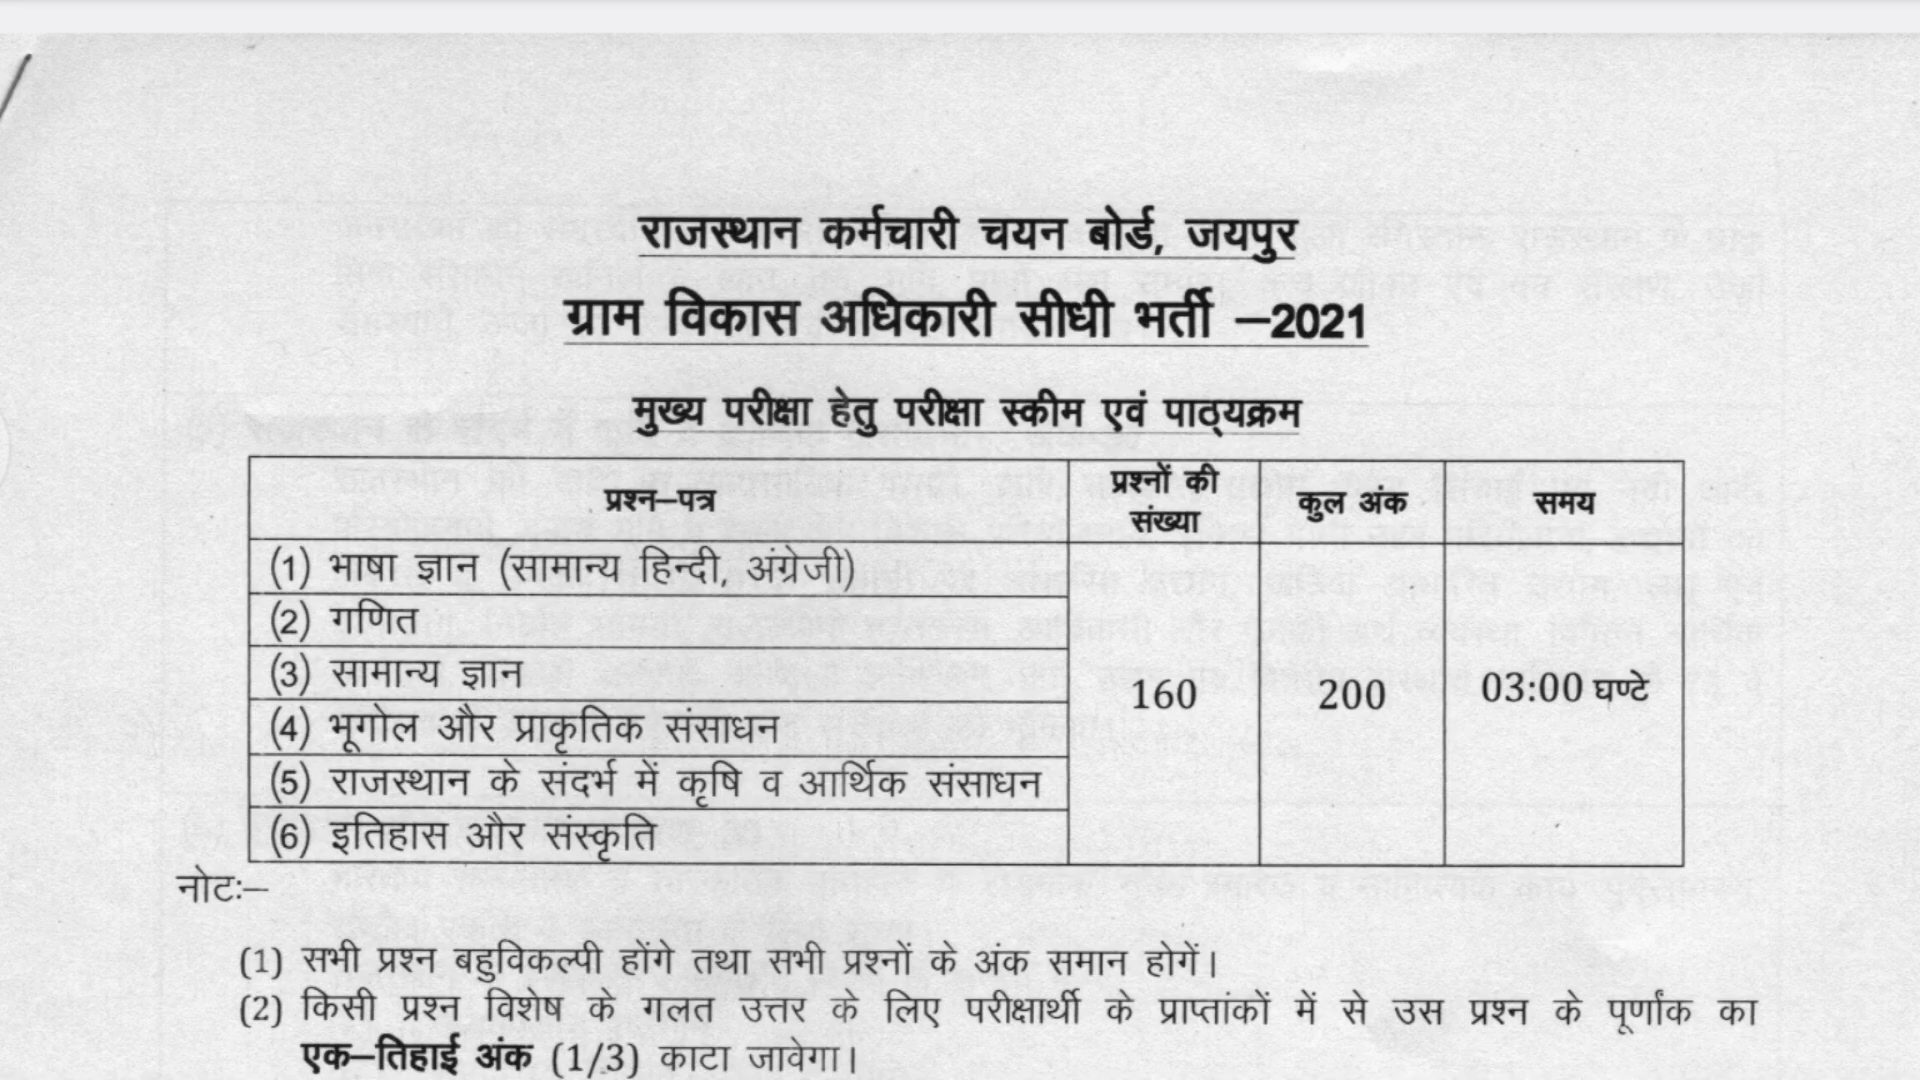 राजस्थान कर्मचारी चयन बोर्ड, जयपुर
ग्राम विकास अधिकारी सीधी भर्ती –2021
मुख्य परीक्षा हेतु परीक्षा स्कीम एवं पाठ्यक्रम
प्रश्न–पत्र
प्रश्नों की
संख्या
कुल अंक
समय
(1) भाषा ज्ञान (सामान्य हिन्दी, अंग्रेजी)
(2) गणित
(3) सामान्य ज्ञान
(4) भूगोल और प्राकृतिक संसाधन
(5) राजस्थान के संदर्भ में कृषि व आर्थिक संसाधन
(6) इतिहास और संस्कृति
160
200
03:00 घण्टे
नोटः–
(1) सभी प्रश्न बहुविकल्पी होंगे तथा सभी प्रश्नों के अंक समान होगें।
(2) किसी प्रश्न विशेष के गलत उत्तर के लिए परीक्षार्थी के प्राप्तांकों में से उस प्रश्न के पूर्णांक का
एक–तिहाई अंक (1/3) काटा जावेगा।